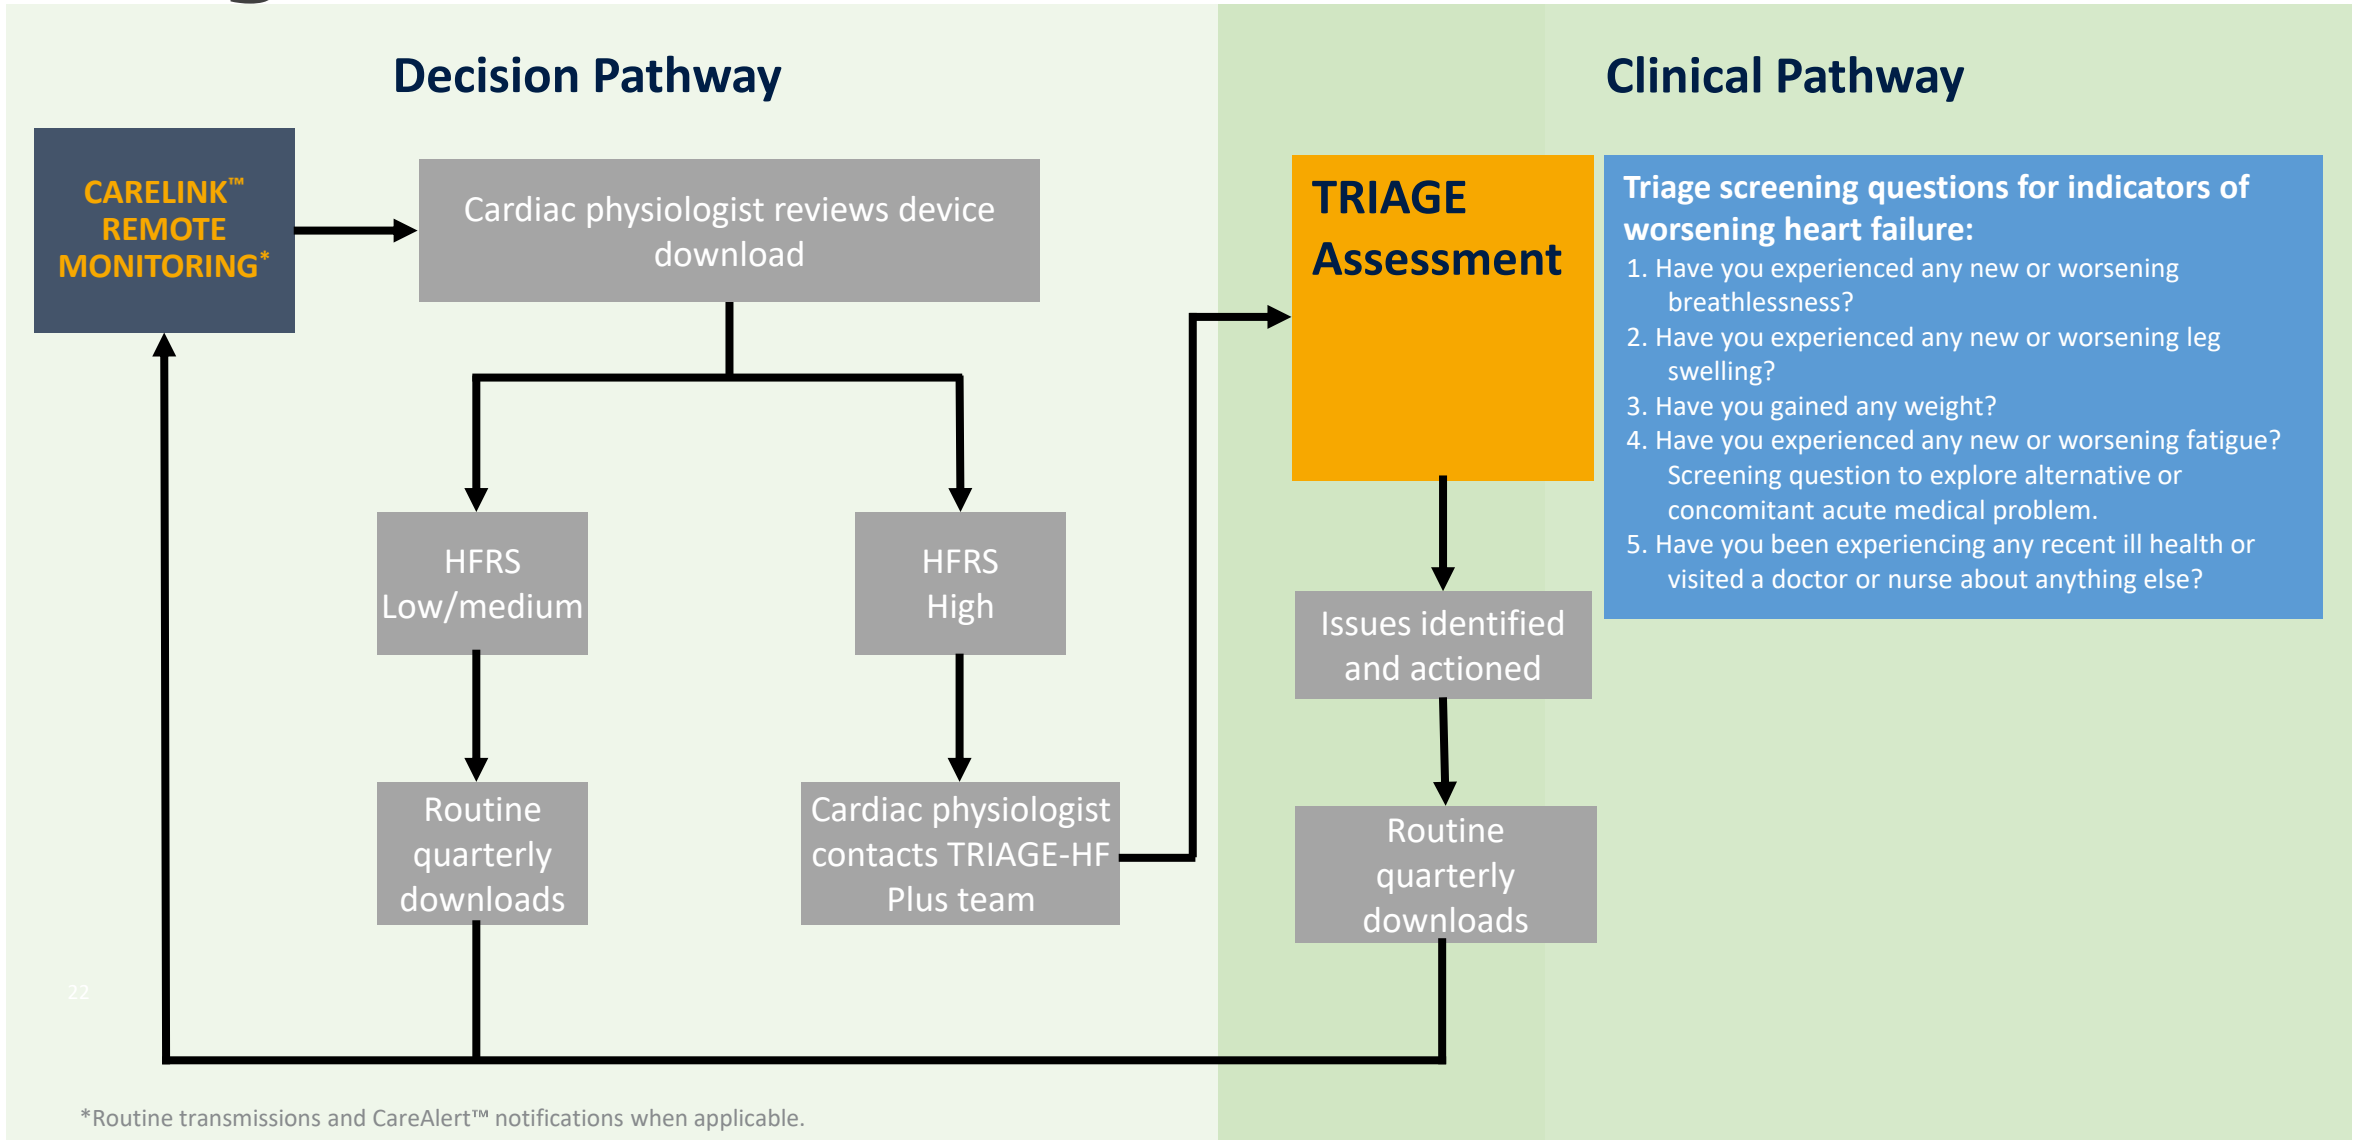 Decision Pathway
Clinical Pathway
CARELINK™
REMOTE
MONITORING*
Cardiac physiologist reviews device
download
HFRS
Low/medium
HFRS
High
Routine
quarterly
downloads
Cardiac physiologist
contacts TRIAGE-HF
Plus team
TRIAGE
Assessment
Issues identified
and actioned
Routine
quarterly
downloads
Triage screening questions for indicators of
worsening heart failure:
1. Have you experienced any new or worsening
breathlessness?
2. Have you experienced any new or worsening leg
swelling?
3. Have you gained any weight?
4. Have you experienced any new or worsening fatigue?
Screening question to explore alternative or
concomitant acute medical problem.
5. Have you been experiencing any recent ill health or
visited a doctor or nurse about anything else?
22
*Routine transmissions and CareAlert™ notifications when applicable.